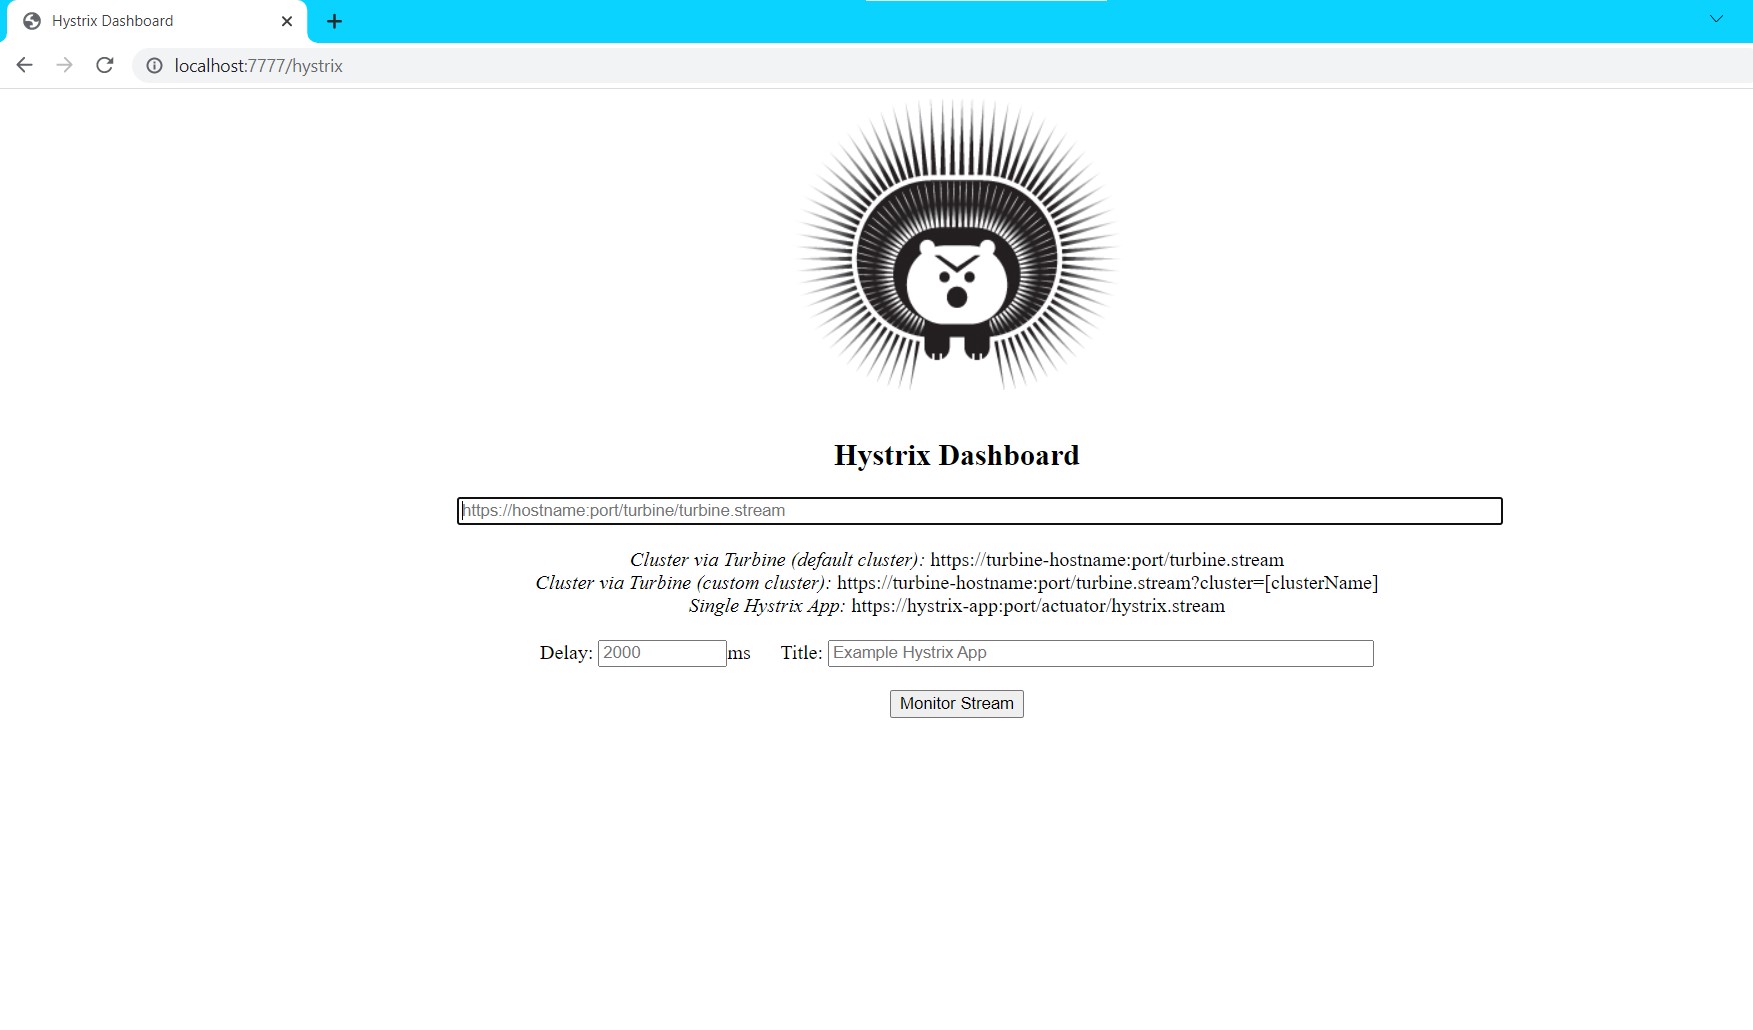 Hystrix Dashboard
localhost:7777/hystrix
Hystrix Dashboard
https://hostname:port/turbine/turbine.stream
Cluster via Turbine (default cluster): https://turbine-hostname:port/turbine.stream
Cluster via Turbine (custom cluster): https://turbine-hostname:port/turbine.stream?cluster=[clusterName]
Single Hystrix App: https://hystrix-app:port/actuator/hystrix.stream
Delay: 2000 ms Title: Example Hystrix App
Monitor Stream